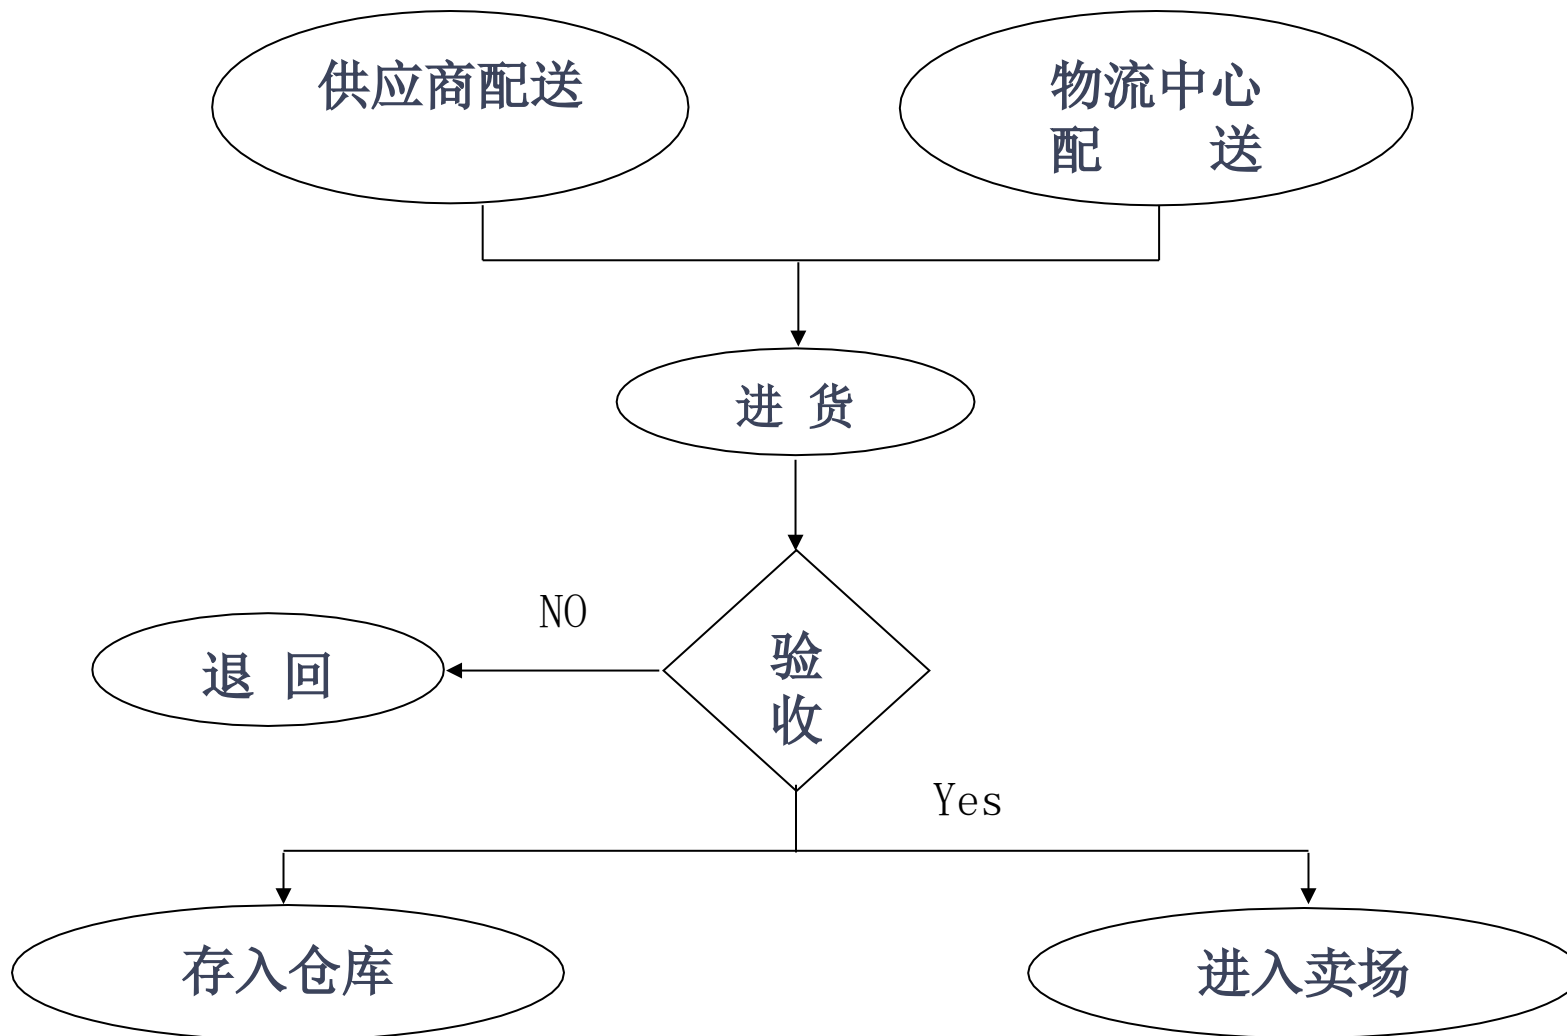 供应商配送
物流中心
配 送
进 货
NO
验
收
退 回
Yes
存入仓库
进入卖场